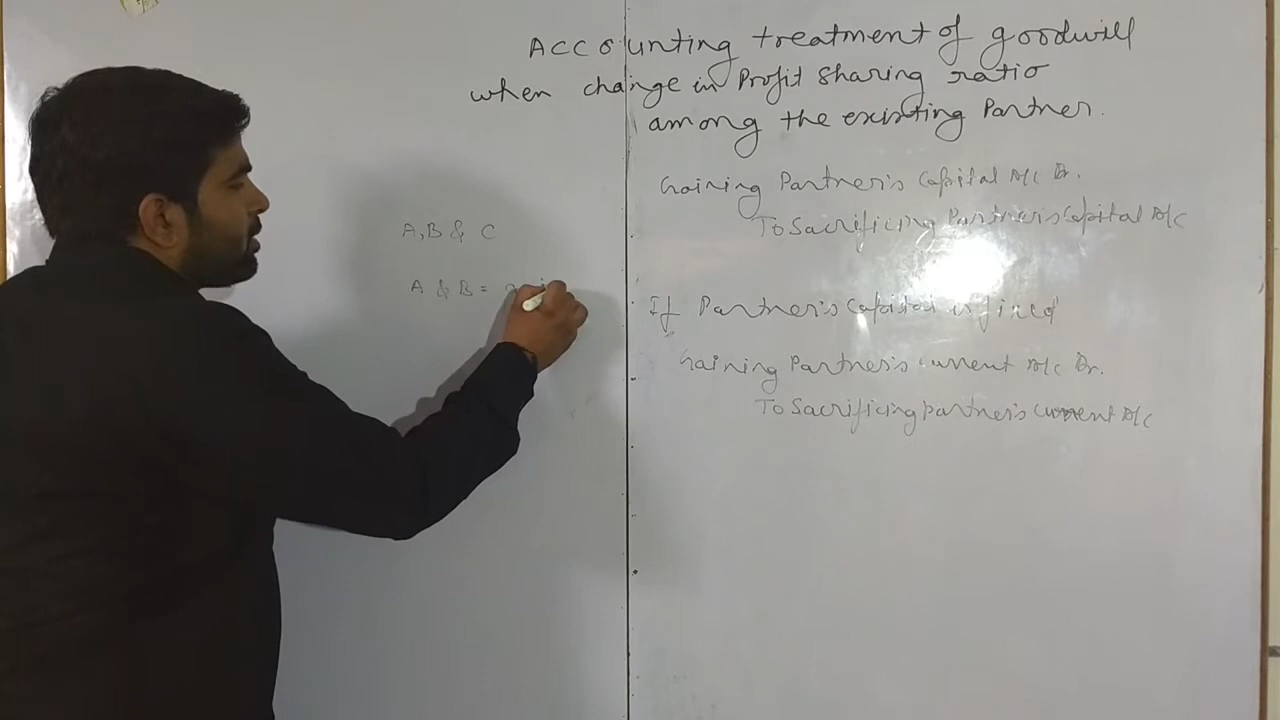 Accounting treatment of goodwill
when change in Profit sharing ratio
among the existing Partner.
Gaining Partner's Capital A/c Dr.
To Sacrificing Partner's Capital A/c
A, B & C
A & B =
If Partner's Capital is fixed
Gaining Partner's Current A/c Dr.
To Sacrificing partner's Current A/c